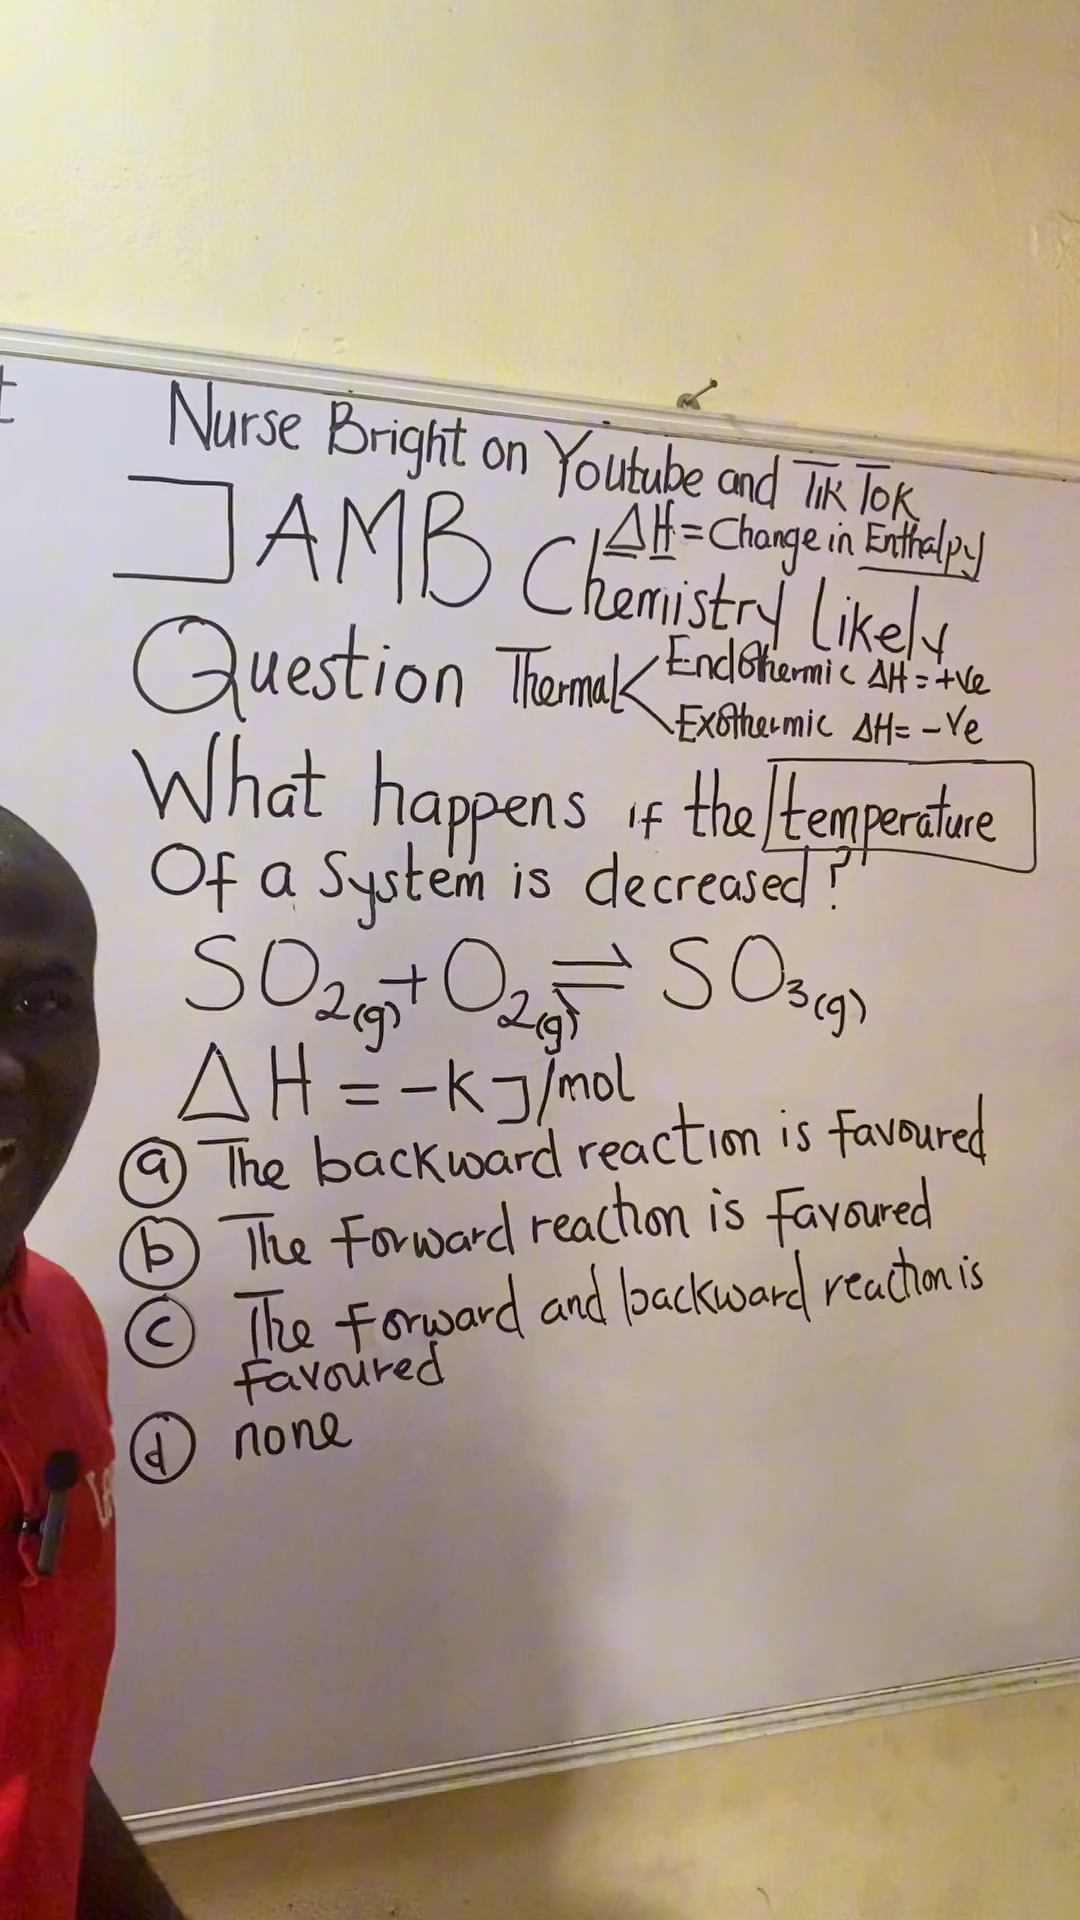 Nurse Bright on Youtube and TikTok
JAMB Chemistry Likely
ΔH = Change in Enthalpy
Question Thermal < Endothermic ΔH = +ve
Exothermic ΔH = -ve
What happens if the temperature
Of a System is decreased?
SO₂(g) + O₂(g) ⇌ SO₃(g)
ΔH = -KJ/mol
(a) The backward reaction is favoured
(b) The forward reaction is favoured
(c) The forward and backward reaction is
favoured
(d) none